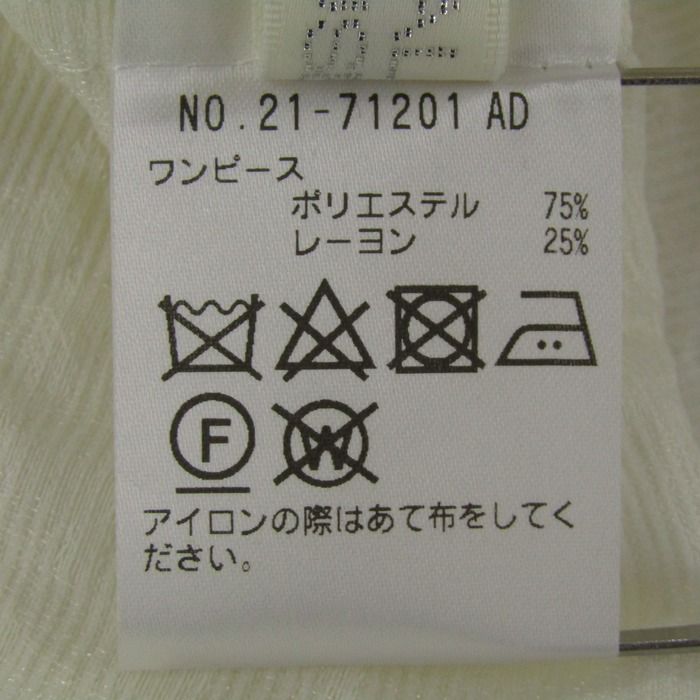 NO.21-71201 AD
ワンピース
ポリエステル 75%
レーヨン 25%
F W
アイロンの際はあて布をしてく
ださい。